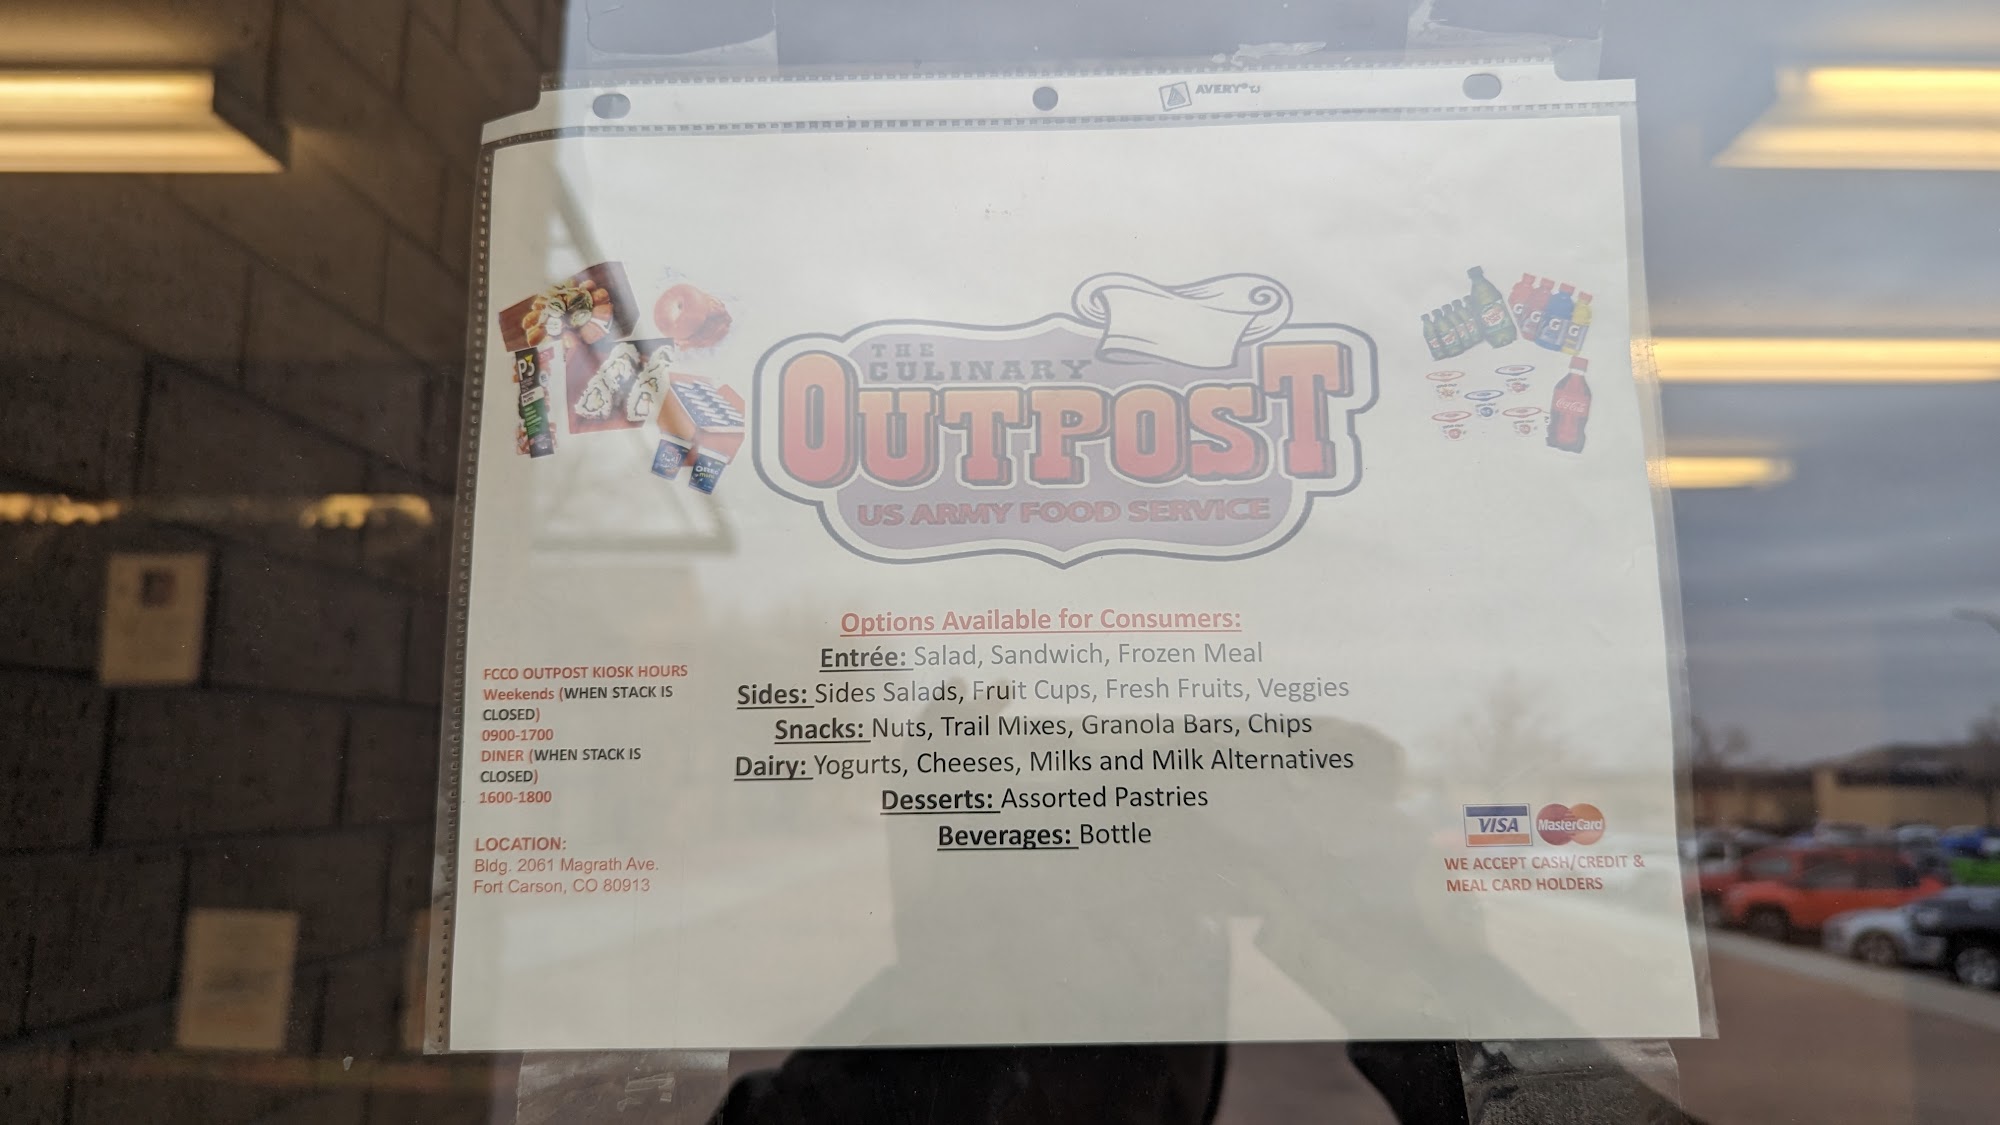 AVERY®
THE
CULINARY
OUTPOST
US ARMY FOOD SERVICE
P3
Options Available for Consumers:
Entrée: Salad, Sandwich, Frozen Meal
Sides: Sides Salads, Fruit Cups, Fresh Fruits, Veggies
Snacks: Nuts, Trail Mixes, Granola Bars, Chips
Dairy: Yogurts, Cheeses, Milks and Milk Alternatives
Desserts: Assorted Pastries
Beverages: Bottle
FCCO OUTPOST KIOSK HOURS
Weekends (WHEN STACK IS
CLOSED)
0900-1700
DINER (WHEN STACK IS
CLOSED)
1600-1800
LOCATION:
Bldg. 2061 Magrath Ave.
Fort Carson, CO 80913
VISA MasterCard
WE ACCEPT CASH/CREDIT &
MEAL CARD HOLDERS